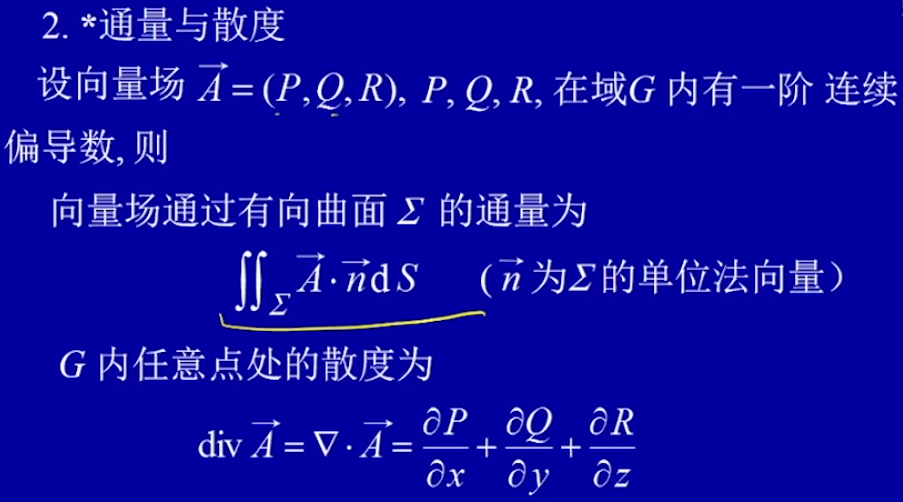 2. *通量与散度
设向量场 $\vec{A} = (P, Q, R)$, $P, Q, R$, 在域$G$ 内有一阶 连续
偏导数, 则
向量场通过有向曲面 $\Sigma$ 的通量为
$\iint_{\Sigma} \vec{A} \cdot \vec{n} \mathrm{d} S$ ( $\vec{n}$ 为$\Sigma$的单位法向量）
$G$ 内任意点处的散度为
$\mathrm{div}\, \vec{A} = \nabla \cdot \vec{A} = \frac{\partial P}{\partial x} + \frac{\partial Q}{\partial y} + \frac{\partial R}{\partial z}$